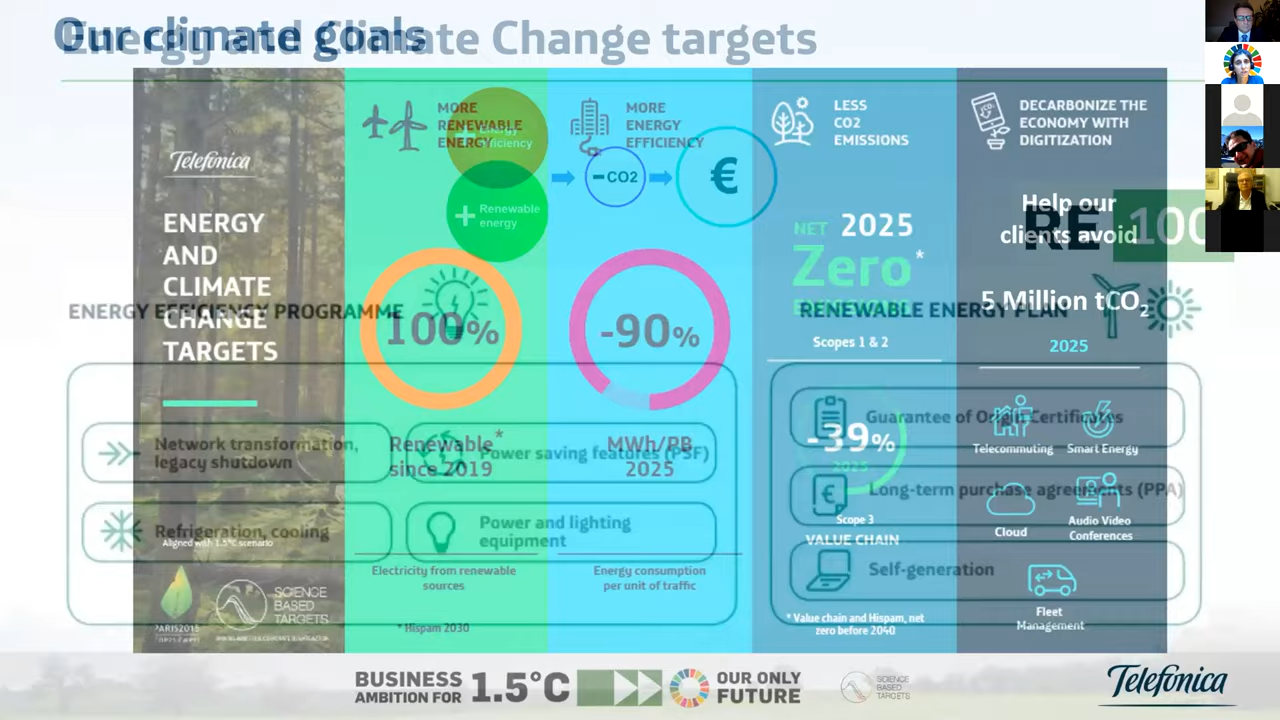 Our climate goals
Energy and Climate Change targets
Telefónica
ENERGY
AND
CLIMATE
CHANGE
TARGETS
Aligned with 1.5°C scenario
PARIS2015
SCIENCE
BASED
TARGETS
MORE
RENEWABLE
ENERGY
100%
Renewable*
since 2019
Electricity from renewable
sources
* Hispam 2030
MORE
ENERGY
EFFICIENCY
-90%
MWh/PB
2025
Energy consumption
per unit of traffic
LESS
CO2
EMISSIONS
NET 2025
Zero*
Scopes 1 & 2
-39%
2025
Scope 3
VALUE CHAIN
* Value chain and Hispam, net
zero before 2040
DECARBONIZE THE
ECONOMY WITH
DIGITIZATION
Help our
clients avoid
5 Million tCO2
2025
Telecommuting
Smart Energy
Cloud
Audio Video
Conferences
Fleet
Management
+ Energy
efficiency
+ Renewable
energy
-CO2
€
RE 100
ENERGY EFFICIENCY PROGRAMME
Network transformation,
legacy shutdown
Power saving features (PSF)
Refrigeration, cooling
Power and lighting
equipment
RENEWABLE ENERGY PLAN
Guarantee of Origin Certificates
Long-term purchase agreements (PPA)
Self-generation
BUSINESS
AMBITION FOR 1.5°C
OUR ONLY
FUTURE
SCIENCE
BASED
TARGETS
Telefónica